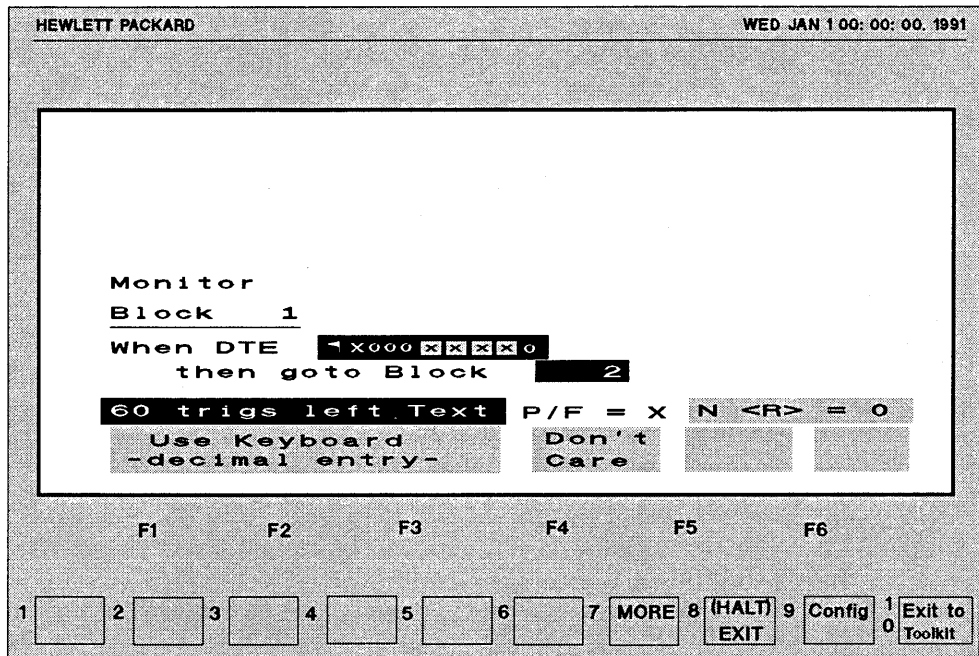 HEWLETT PACKARD WED JAN 1 00: 00: 00. 1991
Monitor
Block 1
When DTE ◄X000XXXX0
then goto Block 2
60 trigs left Text P/F = X N <R> = 0
Use Keyboard Don't
-decimal entry- Care
F1 F2 F3 F4 F5 F6
1 2 3 4 5 6 7 MORE 8 (HALT) EXIT 9 Config 10 Exit to Toolkit